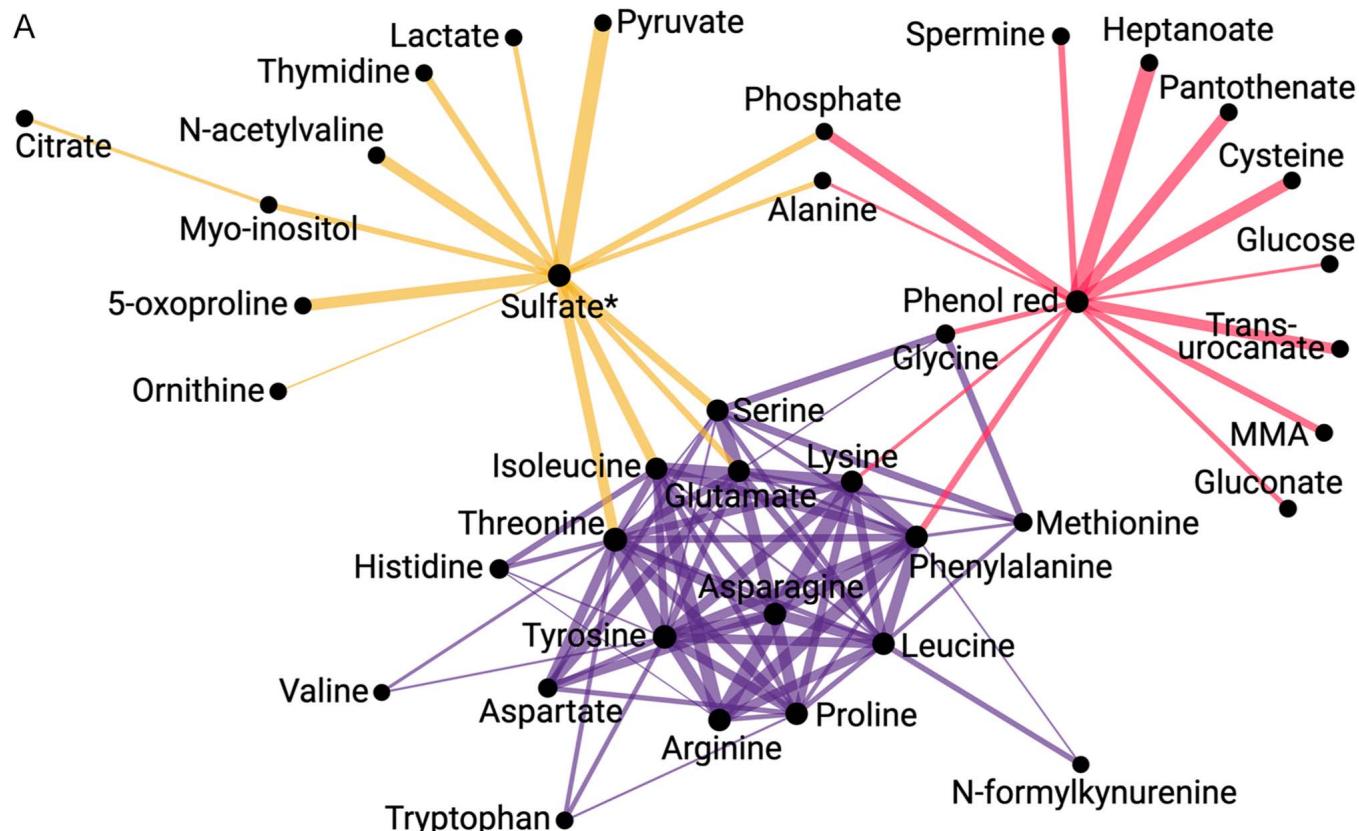 A
Lactate
Pyruvate
Spermine
Heptanoate
Thymidine
Pantothenate
Phosphate
N-acetylvaline
Citrate
Cysteine
Alanine
Myo-inositol
Glucose
5-oxoproline
Sulfate*
Phenol red
Trans-
urocanate
Glycine
Ornithine
Serine
MMA
Lysine
Isoleucine
Glutamate
Gluconate
Threonine
Methionine
Histidine
Phenylalanine
Asparagine
Tyrosine
Leucine
Valine
Aspartate
Proline
Arginine
N-formylkynurenine
Tryptophan